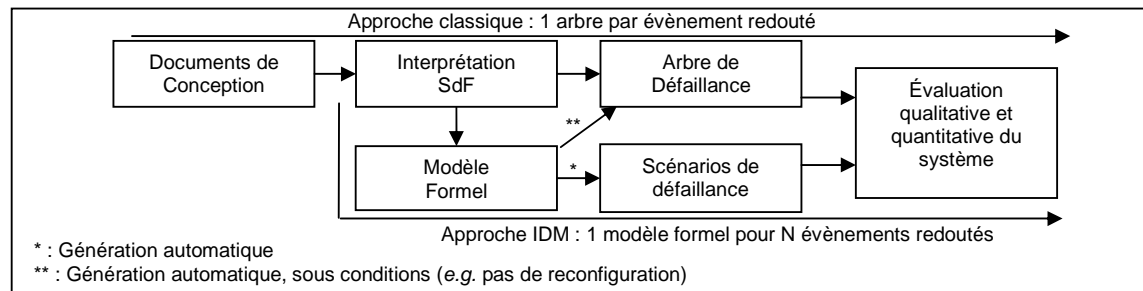 Approche classique : 1 arbre par évènement redouté
Documents de
Conception
Interprétation
SdF
Arbre de
Défaillance
Évaluation
qualitative et
quantitative du
système
**
Modèle
Formel
*
Scénarios de
défaillance
Approche IDM : 1 modèle formel pour N évènements redoutés
* : Génération automatique
** : Génération automatique, sous conditions (e.g. pas de reconfiguration)